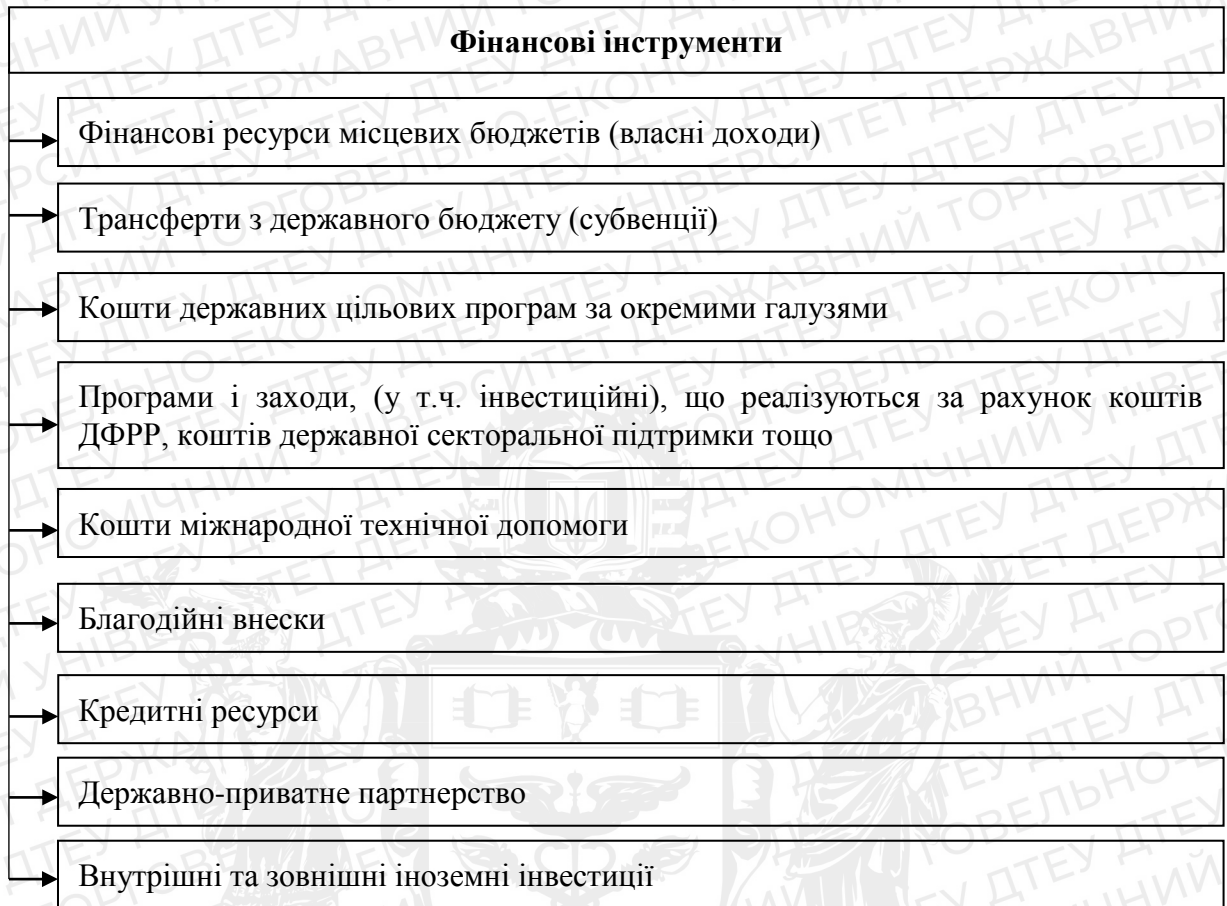 Фінансові інструменти
Фінансові ресурси місцевих бюджетів (власні доходи)
Трансферти з державного бюджету (субвенції)
Кошти державних цільових програм за окремими галузями
Програми і заходи, (у т.ч. інвестиційні), що реалізуються за рахунок коштів
ДФРР, коштів державної секторальної підтримки тощо
Кошти міжнародної технічної допомоги
Благодійні внески
Кредитні ресурси
Державно-приватне партнерство
Внутрішні та зовнішні іноземні інвестиції